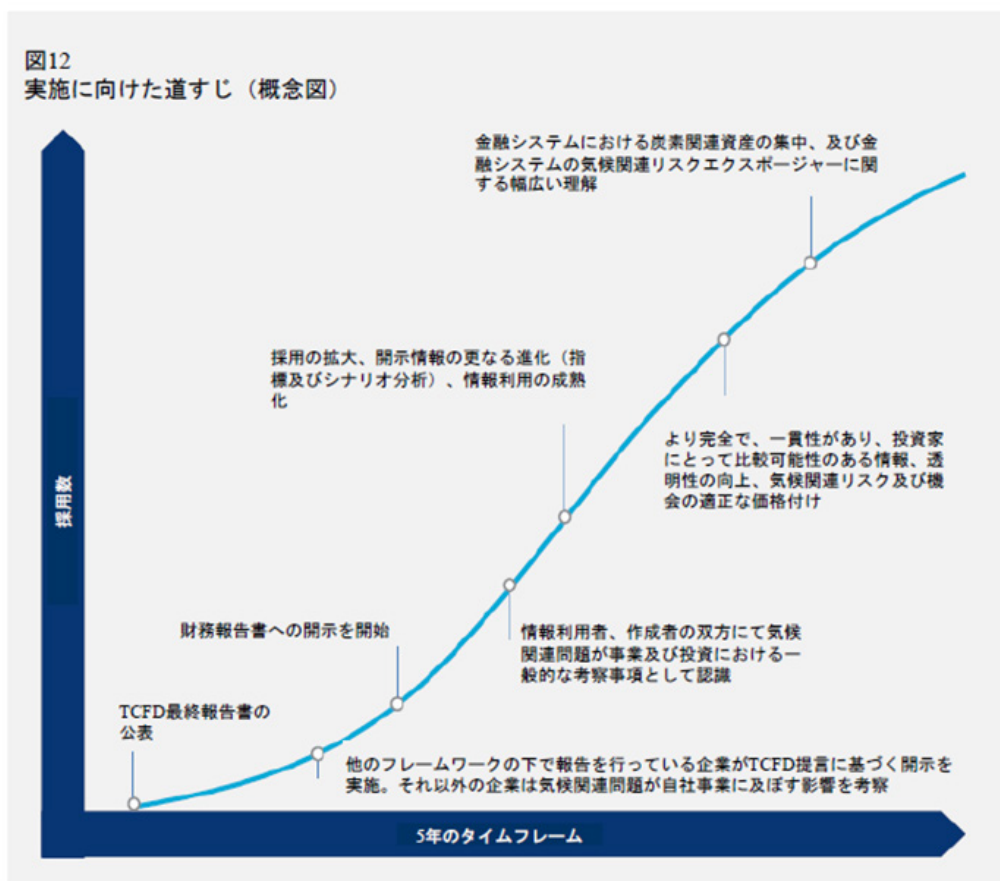 図12
実施に向けた道すじ（概念図）
金融システムにおける炭素関連資産の集中、及び金
融システムの気候関連リスクエクスポージャーに関
する幅広い理解
採用の拡大、開示情報の更なる進化（指
標及びシナリオ分析）、情報利用の成熟
化
より完全で、一貫性があり、投資家
にとって比較可能性のある情報、透
明性の向上、気候関連リスク及び機
会の適正な価格付け
採用数
財務報告書への開示を開始
情報利用者、作成者の双方にて気候
関連問題が事業及び投資における一
般的な考察事項として認識
TCFD最終報告書の
公表
他のフレームワークの下で報告を行っている企業がTCFD提言に基づく開示を
実施。それ以外の企業は気候関連問題が自社事業に及ぼす影響を考察
5年のタイムフレーム